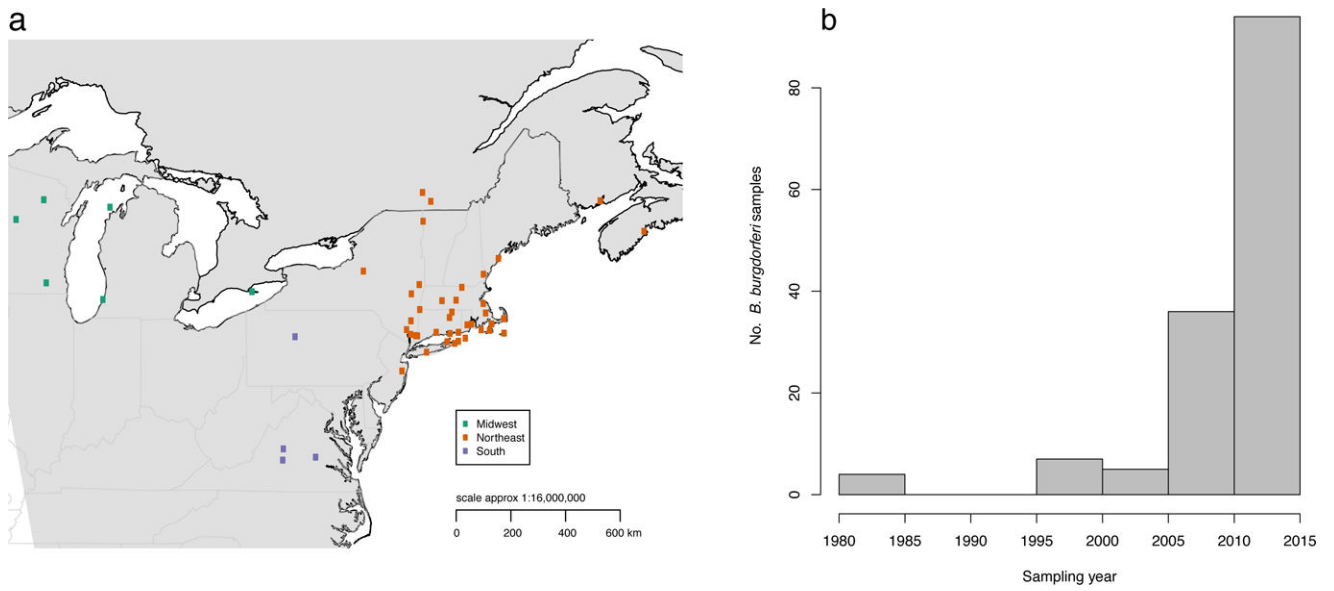 a
Midwest
Northeast
South
scale approx 1:16,000,000
0 200 400 600 km
b
No. B. burgdorferi samples
0
20
40
60
80
1980 1985 1990 1995 2000 2005 2010 2015
Sampling year